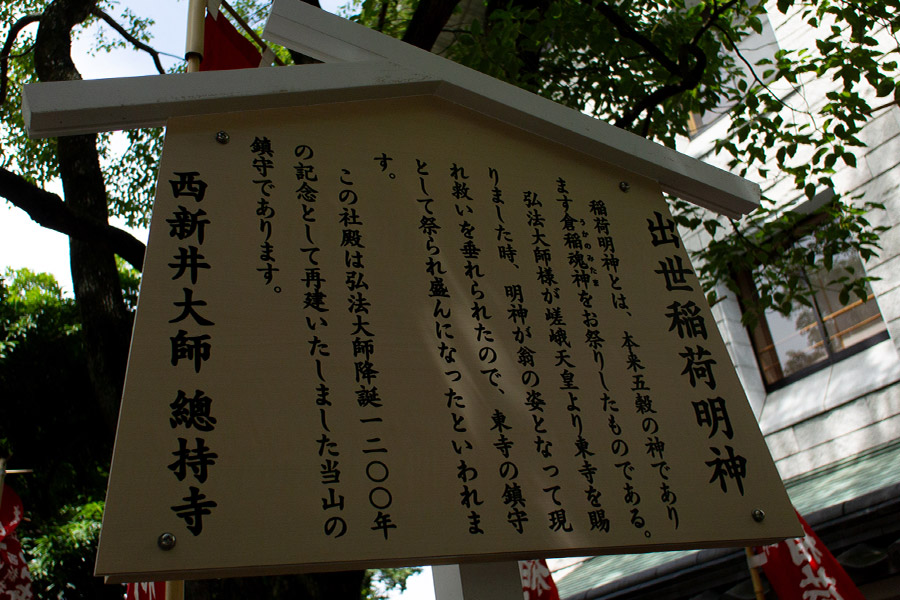 出世稲荷明神
稲荷明神とは、本来五穀の神であり
ます倉稲魂神をお祭りしたものである。
うかのみたま
弘法大師様が嵯峨天皇より東寺を賜
りました時、明神が翁の姿となって現
れ救いを垂れられたので、東寺の鎮守
として祭られ盛んになったといわれま
す。
この社殿は弘法大師降誕一二〇〇年
の記念として再建いたしました当山の
鎮守であります。
西新井大師 總持寺